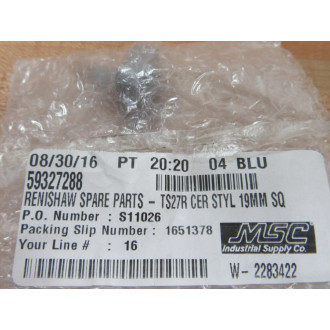 08/30/16 PT 20:20 04 BLU
59327288
RENISHAW SPARE PARTS - TS27R CER STYL 19MM SQ
P.O. Number : S11026
Packing Slip Number : 1651378
Your Line # : 16
MSC
Industrial Supply Co.
W- 2283422